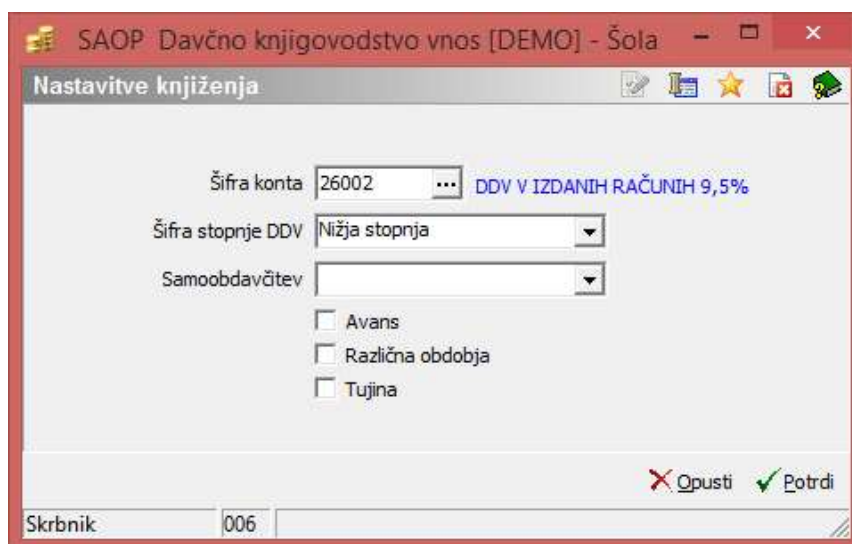 SAOP Davčno knjigovodstvo vnos [DEMO] - Šola
Nastavitve knjiženja
Šifra konta 26002 ... DDV V IZDANIH RAČUNIH 9,5%
Šifra stopnje DDV Nižja stopnja
Samoobdavčitev
Avans
Različna obdobja
Tujina
Opusti Potrdi
Skrbnik 006